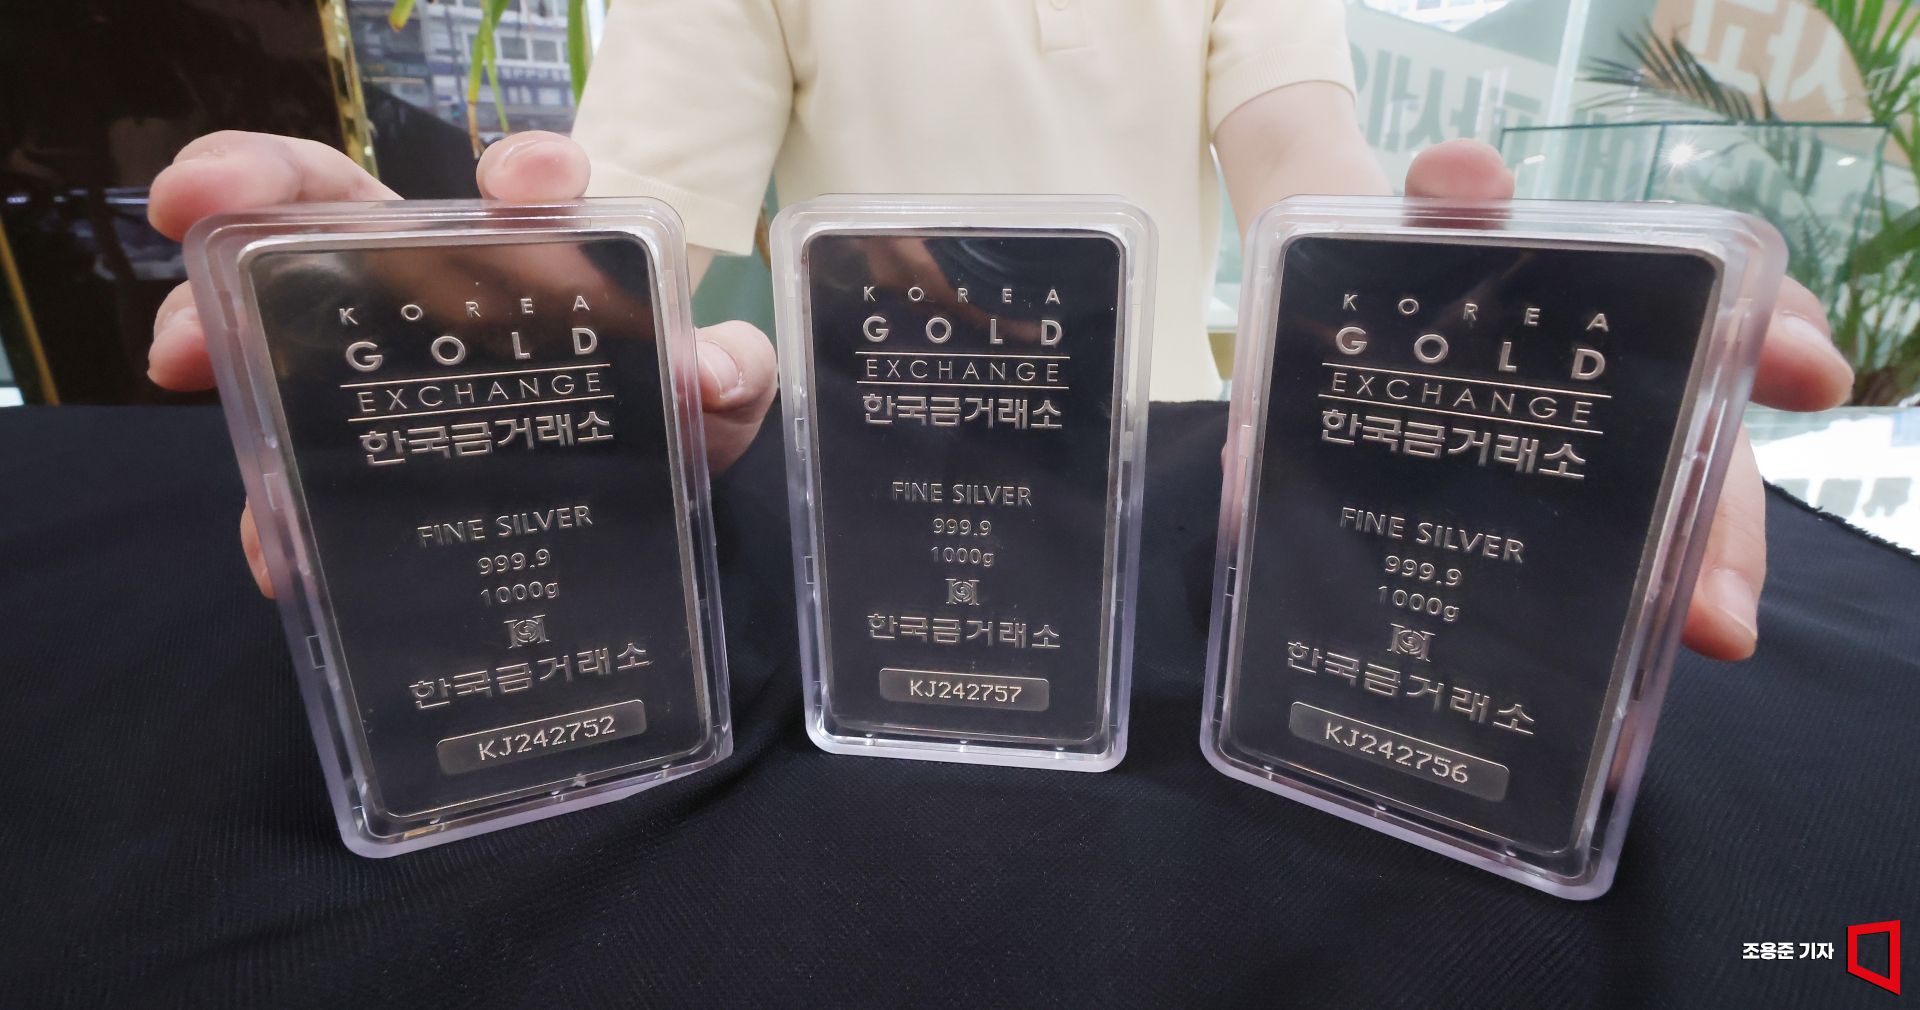 K O R E A
G O L D
EXCHANGE
한국금거래소
FINE SILVER
999.9
1000g
한국금거래소
KJ242752
K O R E A
G O L D
EXCHANGE
한국금거래소
FINE SILVER
999.9
1000g
한국금거래소
KJ242757
K O R E A
G O L D
EXCHANGE
한국금거래소
FINE SILVER
999.9
1000g
한국금거래소
KJ242756
조용준 기자